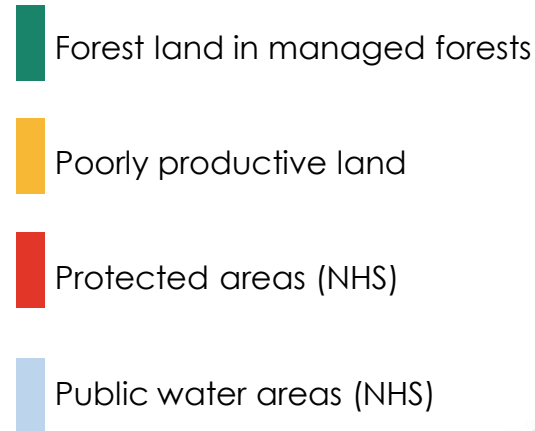 Forest land in managed forests
Poorly productive land
Protected areas (NHS)
Public water areas (NHS)